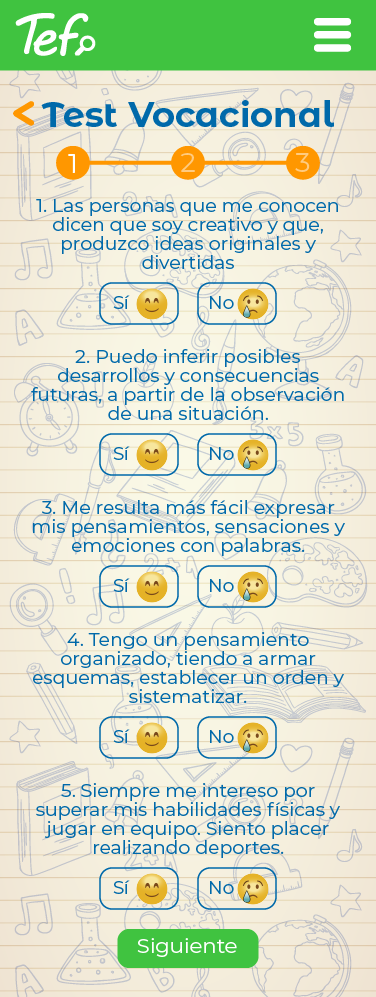 Tef
< Test Vocacional
1 2 3
1. Las personas que me conocen
dicen que soy creativo y que,
produzco ideas originales y
divertidas
Sí 😊 No 😢
2. Puedo inferir posibles
desarrollos y consecuencias
futuras, a partir de la observación
de una situación.
Sí 😊 No 😢
3. Me resulta más fácil expresar
mis pensamientos, sensaciones y
emociones con palabras.
Sí 😊 No 😢
4. Tengo un pensamiento
organizado, tiendo a armar
esquemas, establecer un orden y
sistematizar.
Sí 😊 No 😢
5. Siempre me intereso por
superar mis habilidades físicas y
jugar en equipo. Siento placer
realizando deportes.
Sí 😊 No 😢
Siguiente